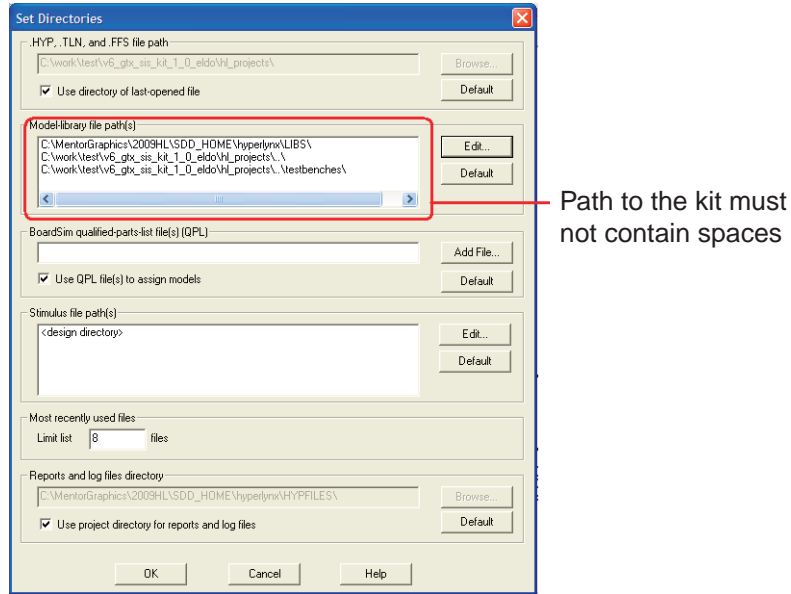 Set Directories
.HYP, .TLN, and .FFS file path
C:\work\test\v6_gtx_sis_kit_1_0_eldo\hl_projects\
Browse...
Use directory of last-opened file
Default
Model-library file path(s)
C:\MentorGraphics\2009HL\SDD_HOME\hyperlynx\LIBS\
C:\work\test\v6_gtx_sis_kit_1_0_eldo\hl_projects\..\
C:\work\test\v6_gtx_sis_kit_1_0_eldo\hl_projects\..\testbenches\
Edit...
Default
Path to the kit must
not contain spaces
BoardSim qualified-parts-list file(s) (QPL)
Add File...
Use QPL file(s) to assign models
Default
Stimulus file path(s)
<design directory>
Edit...
Default
Most recently used files
Limit list 8 files
Reports and log files directory
C:\MentorGraphics\2009HL\SDD_HOME\hyperlynx\HYPFILES\
Browse...
Use project directory for reports and log files
Default
OK Cancel Help